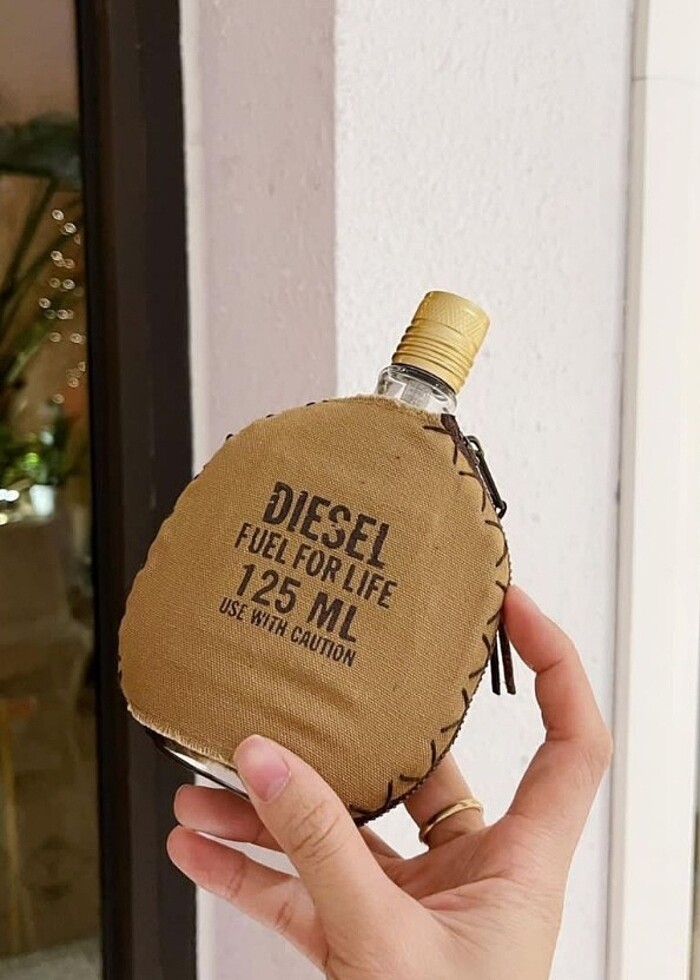 DIESEL
FUEL FOR LIFE
125 ML
USE WITH CAUTION